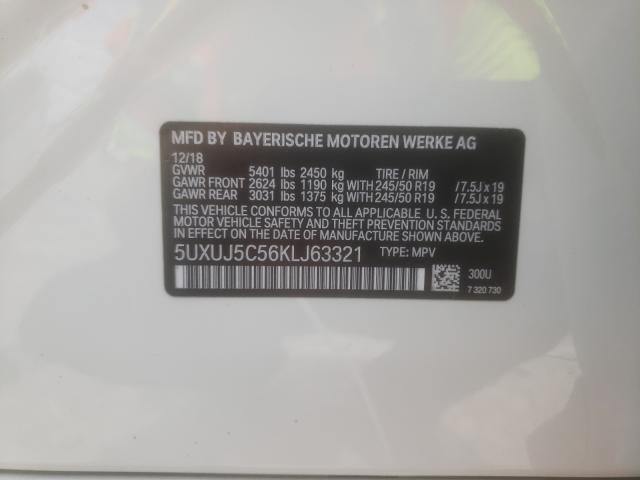 MFD BY BAYERISCHE MOTOREN WERKE AG
12/18
GVWR 5401 lbs 2450 kg TIRE / RIM
GAWR FRONT 2624 lbs 1190 kg WITH 245/50 R19 /7.5J x 19
GAWR REAR 3031 lbs 1375 kg WITH 245/50 R19 /7.5J x 19
THIS VEHICLE CONFORMS TO ALL APPLICABLE U. S. FEDERAL
MOTOR VEHICLE SAFETY AND THEFT PREVENTION
STANDARDS IN EFFECT ON THE DATE OF MANUFACTURE
SHOWN ABOVE.
5UXUJ5C56KLJ63321 TYPE: MPV
300U
7 320 730